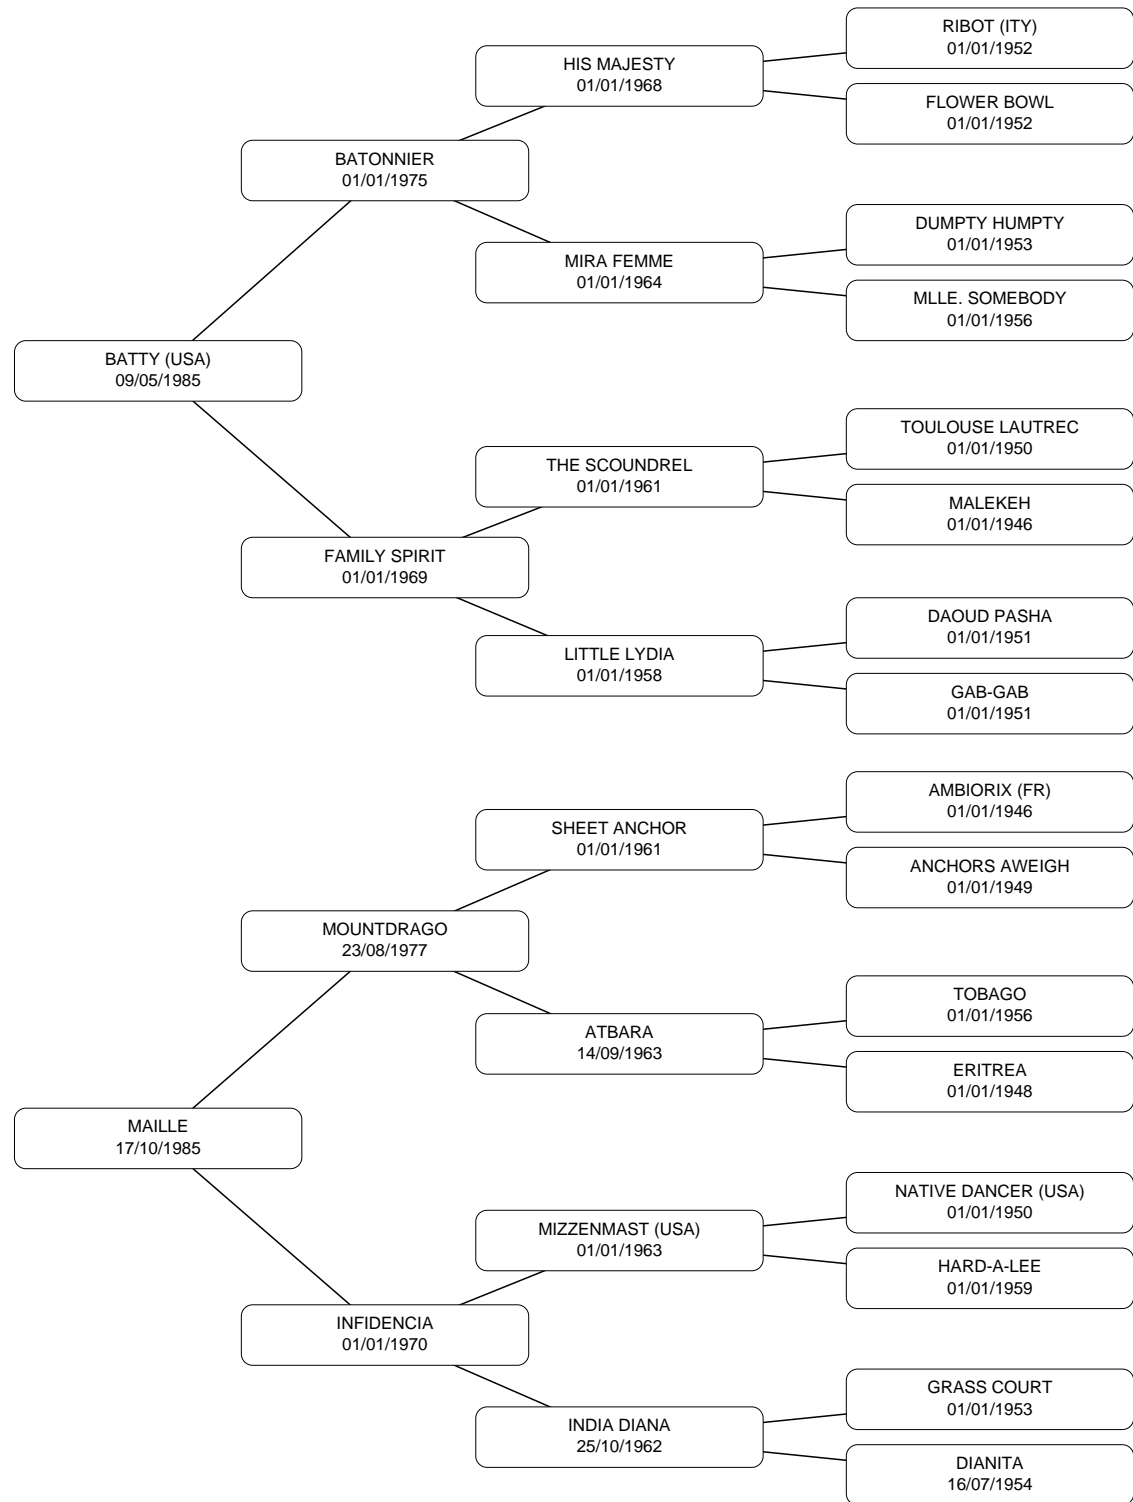 RIBOT (ITY)
01/01/1952
HIS MAJESTY
01/01/1968
FLOWER BOWL
01/01/1952
BATONNIER
01/01/1975
DUMPTY HUMPTY
01/01/1953
MIRA FEMME
01/01/1964
MLLE. SOMEBODY
01/01/1956
BATTY (USA)
09/05/1985
TOULOUSE LAUTREC
01/01/1950
THE SCOUNDREL
01/01/1961
MALEKEH
01/01/1946
FAMILY SPIRIT
01/01/1969
DAOUD PASHA
01/01/1951
LITTLE LYDIA
01/01/1958
GAB-GAB
01/01/1951
AMBIORIX (FR)
01/01/1946
SHEET ANCHOR
01/01/1961
ANCHORS AWEIGH
01/01/1949
MOUNTDRAGO
23/08/1977
TOBAGO
01/01/1956
ATBARA
14/09/1963
ERITREA
01/01/1948
MAILLE
17/10/1985
NATIVE DANCER (USA)
01/01/1950
MIZZENMAST (USA)
01/01/1963
HARD-A-LEE
01/01/1959
INFIDENCIA
01/01/1970
GRASS COURT
01/01/1953
INDIA DIANA
25/10/1962
DIANITA
16/07/1954